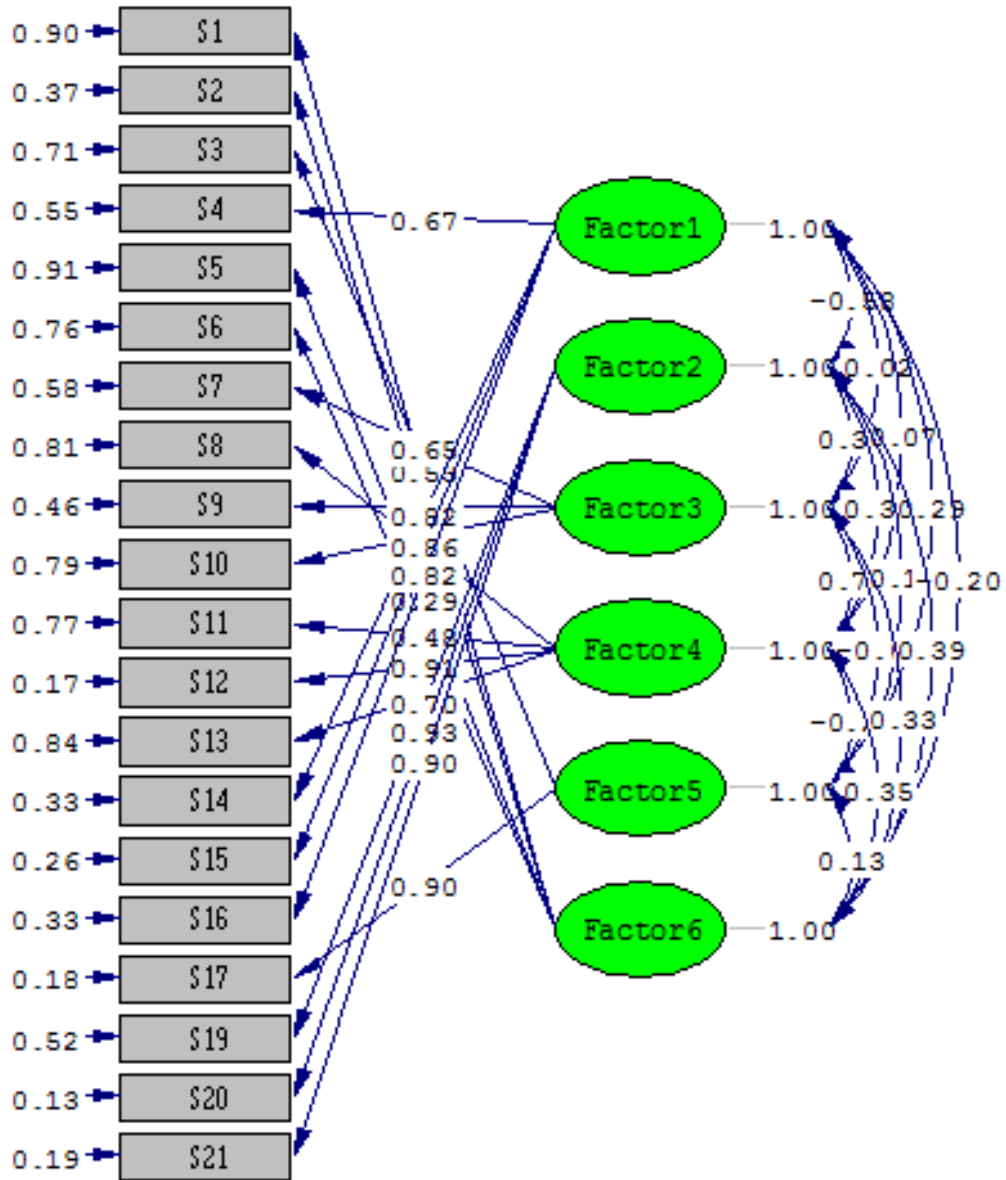 0.90 S1
0.37 S2
0.71 S3
0.55 S4
0.91 S5
0.76 S6
0.58 S7
0.81 S8
0.46 S9
0.79 S10
0.77 S11
0.17 S12
0.84 S13
0.33 S14
0.26 S15
0.33 S16
0.18 S17
0.52 S19
0.13 S20
0.19 S21
0.67
0.65
0.86
0.82
0.48
0.91
0.70
0.93
0.90
0.90
Factor1 1.00
Factor2 1.00 0.02
Factor3 1.00
Factor4 1.00 0.39
Factor5 1.00 0.35
Factor6 1.00
0.29
-0.20
0.33
0.13